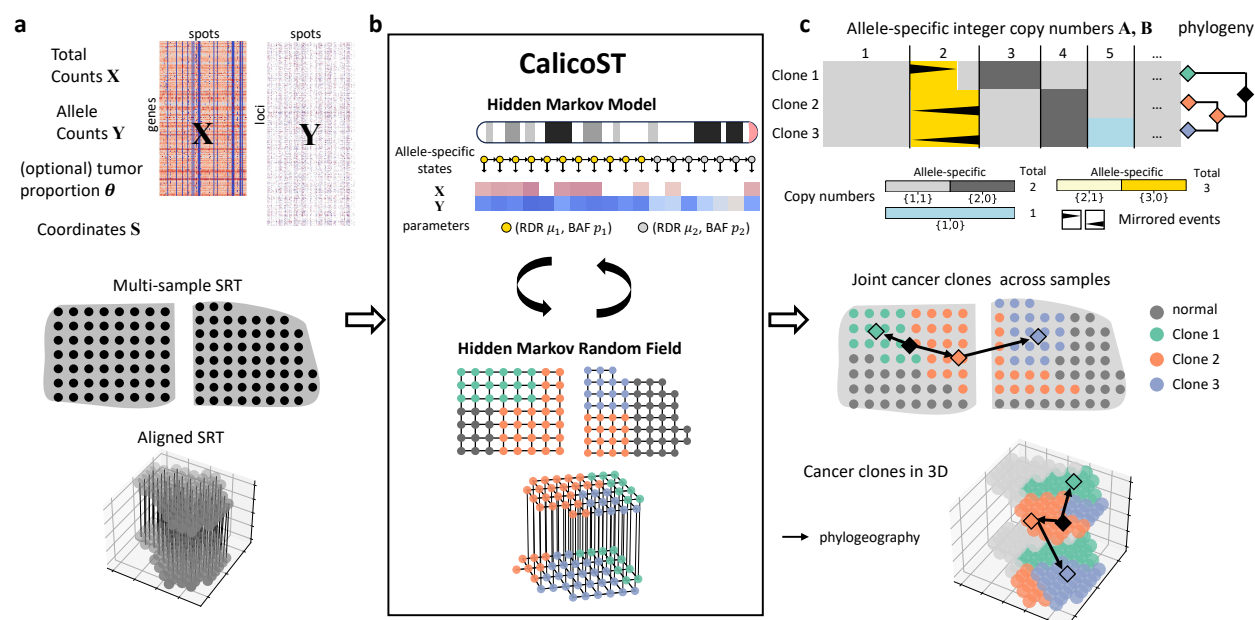 a
spots
spots
Total
Counts X
Allele
Counts Y
(optional) tumor
proportion θ
Coordinates S
genes
X
loci
Y
Multi-sample SRT
Aligned SRT
b
CalicoST
Hidden Markov Model
Allele-specific
states
X
Y
parameters
(RDR μ₁, BAF p₁)
(RDR μ₂, BAF p₂)
Hidden Markov Random Field
c
Allele-specific integer copy numbers A, B
phylogeny
1 2 3 4 5 ...
Clone 1 ...
Clone 2 ...
Clone 3 ...
Allele-specific Total
Allele-specific Total
Copy numbers
2
3
{1,1} {2,0}
{2,1} {3,0}
1
{1,0}
Mirrored events
Joint cancer clones across samples
normal
Clone 1
Clone 2
Clone 3
Cancer clones in 3D
phylogeography